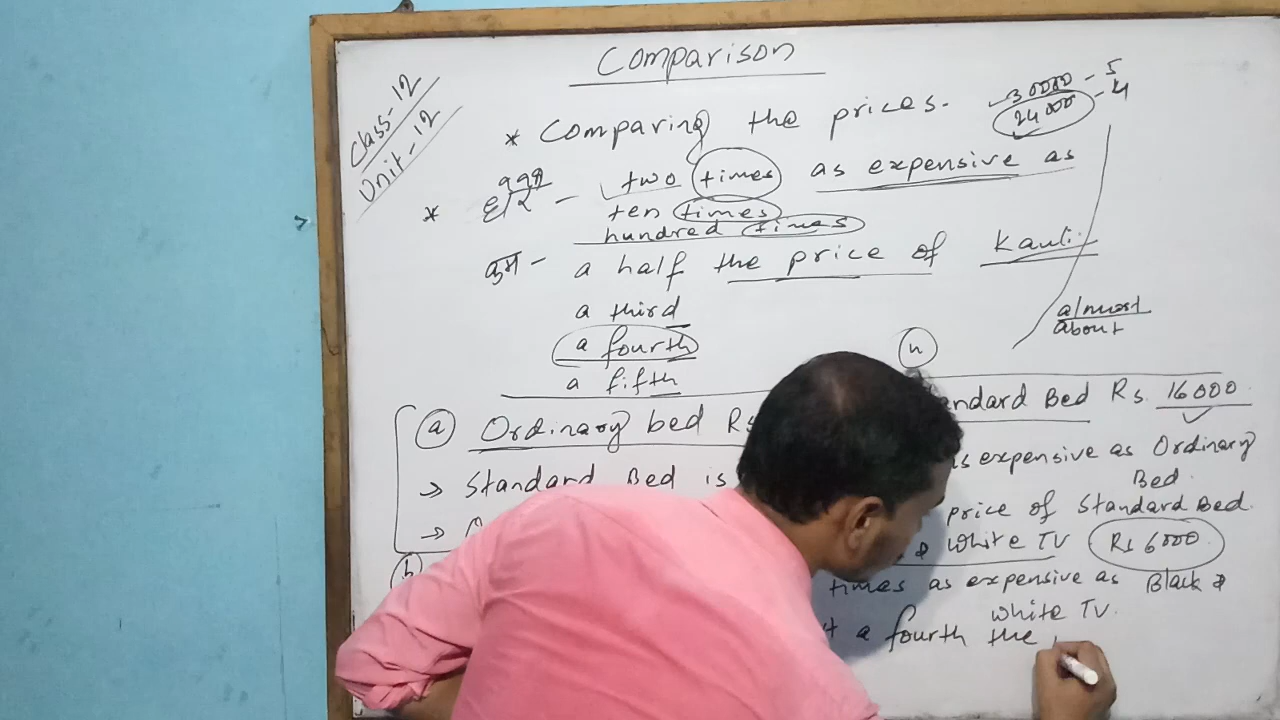 Comparison
Class-12
Unit-12
30000 - 5
24000 - 4
* Comparing the prices.
* धेरै - two times as expensive as
ten times
hundred times
कम - a half the price of Kauli
a third
a fourth
a fifth
almost
about
(a) Ordinary bed Rs Standard Bed Rs. 16000
→ Standard Bed is as expensive as Ordinary
Bed.
→ price of Standard Bed.
(b) & White TV Rs 6000
times as expensive as Black &
White TV.
a fourth the